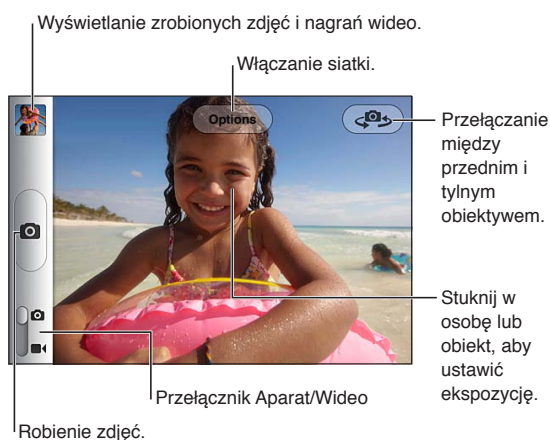 Wyświetlanie zrobionych zdjęć i nagrań wideo.
Włączanie siatki.
Options
Przełączanie
między
przednim i
tylnym
obiektywem.
Stuknij w
osobę lub
obiekt, aby
ustawić
ekspozycję.
Przełącznik Aparat/Wideo
Robienie zdjęć.